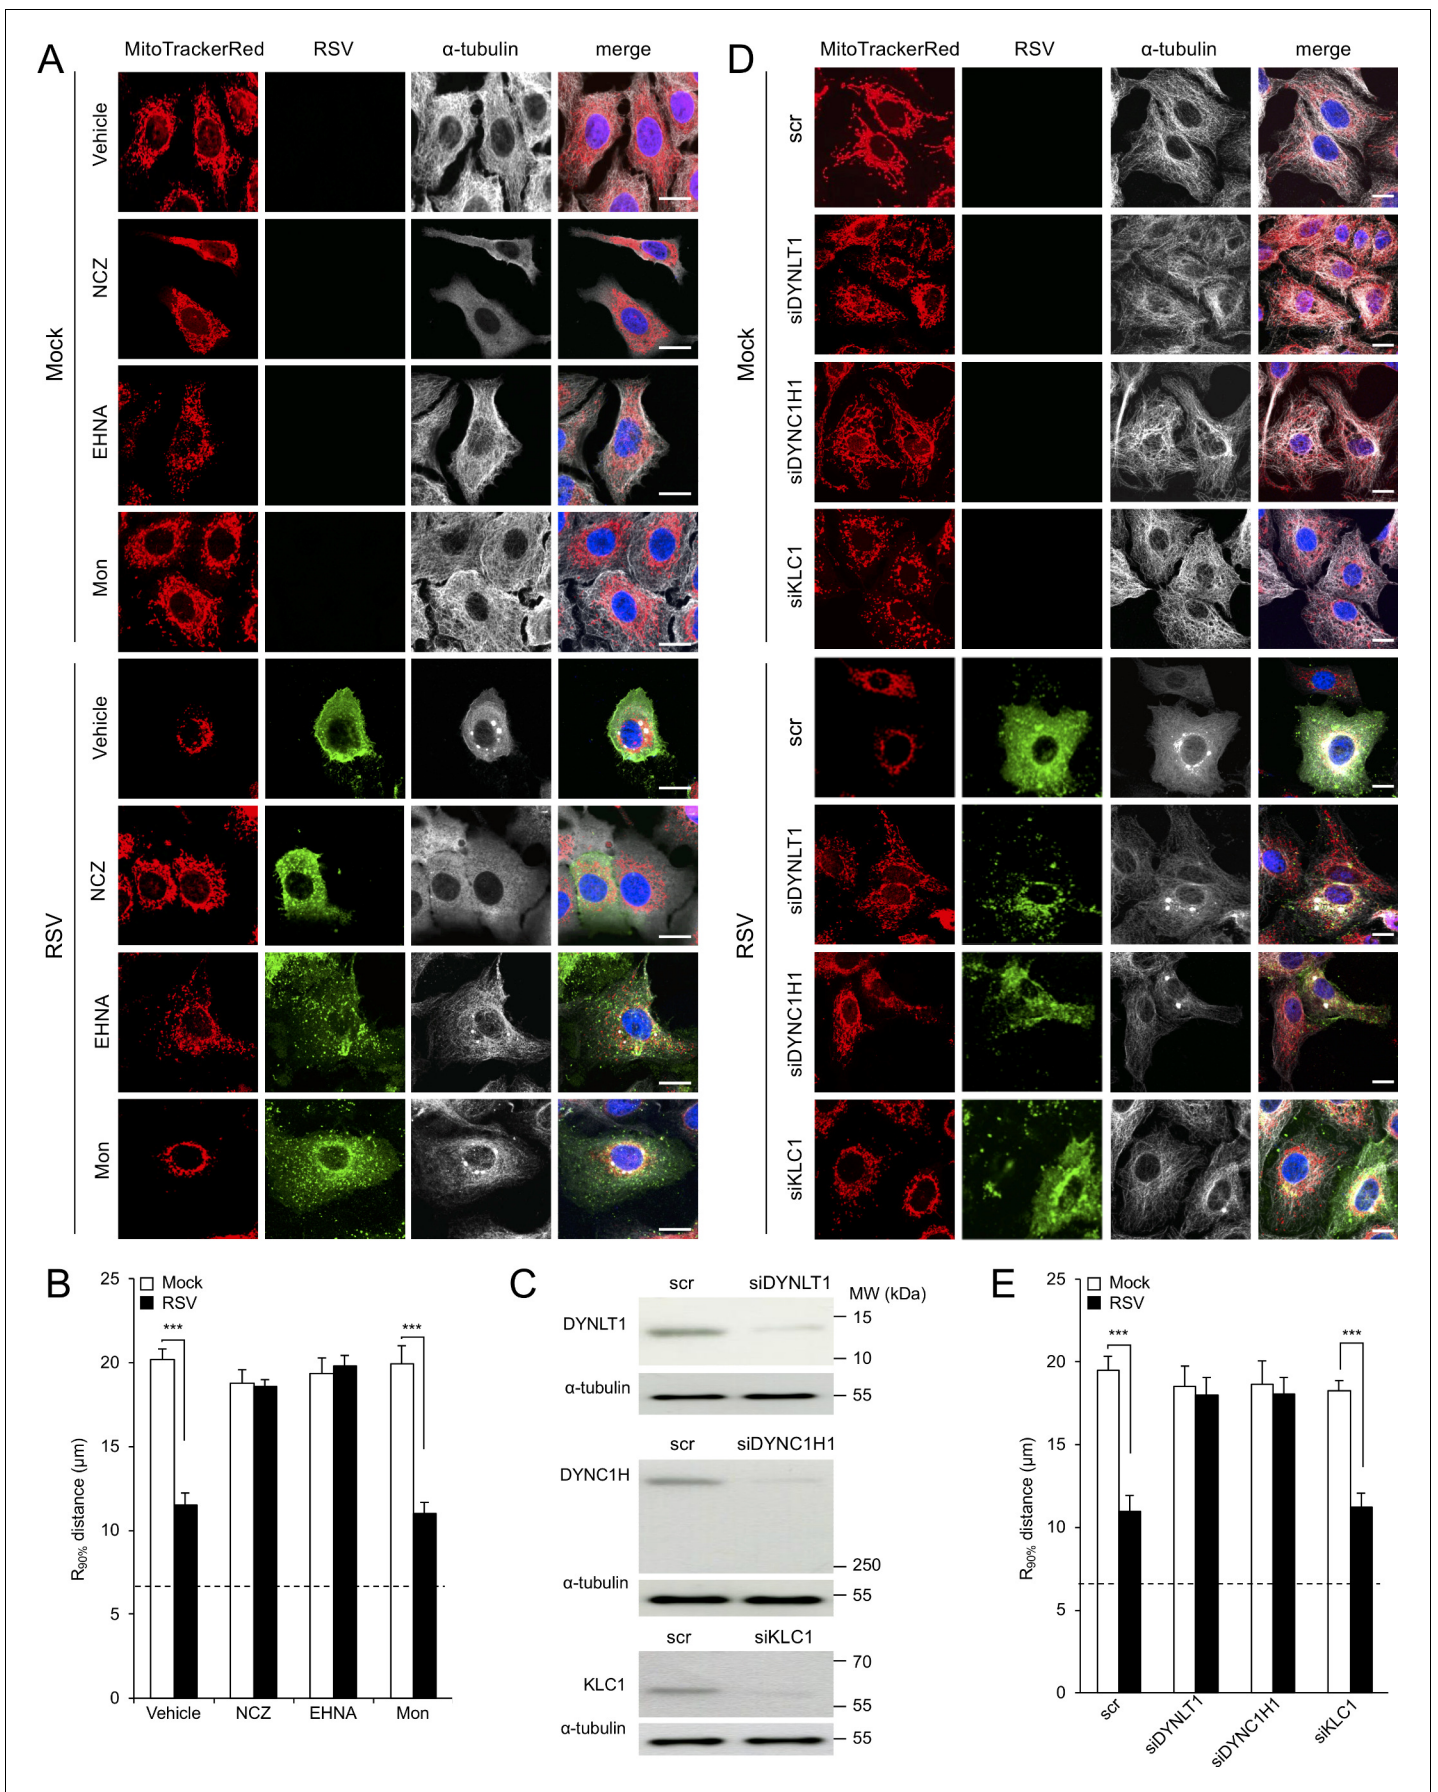 A
MitoTrackerRed RSV α-tubulin merge
Mock
Vehicle
NCZ
EHNA
Mon
RSV
Vehicle
NCZ
EHNA
Mon
D
MitoTrackerRed RSV α-tubulin merge
Mock
scr
siDYNLT1
siDYNC1H1
siKLC1
RSV
scr
siDYNLT1
siDYNC1H1
siKLC1
B
Mock
RSV
R90% distance (μm)
25
20
15
10
5
0
*** ***
Vehicle NCZ EHNA Mon
C
scr siDYNLT1
MW (kDa)
DYNLT1
15
10
α-tubulin
55
scr siDYNC1H1
DYNC1H
250
α-tubulin
55
scr siKLC1
70
KLC1
55
α-tubulin
55
E
Mock
RSV
R90% distance (μm)
25
20
15
10
5
0
*** ***
scr siDYNLT1 siDYNC1H1 siKLC1